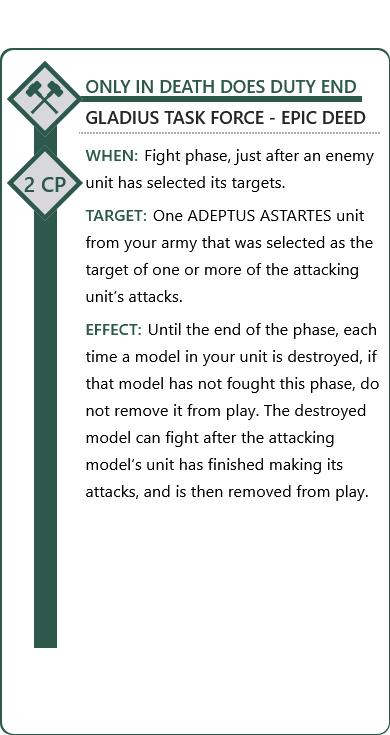 ONLY IN DEATH DOES DUTY END
GLADIUS TASK FORCE - EPIC DEED
2 CP
WHEN: Fight phase, just after an enemy
unit has selected its targets.
TARGET: One ADEPTUS ASTARTES unit
from your army that was selected as the
target of one or more of the attacking
unit's attacks.
EFFECT: Until the end of the phase, each
time a model in your unit is destroyed, if
that model has not fought this phase, do
not remove it from play. The destroyed
model can fight after the attacking
model's unit has finished making its
attacks, and is then removed from play.